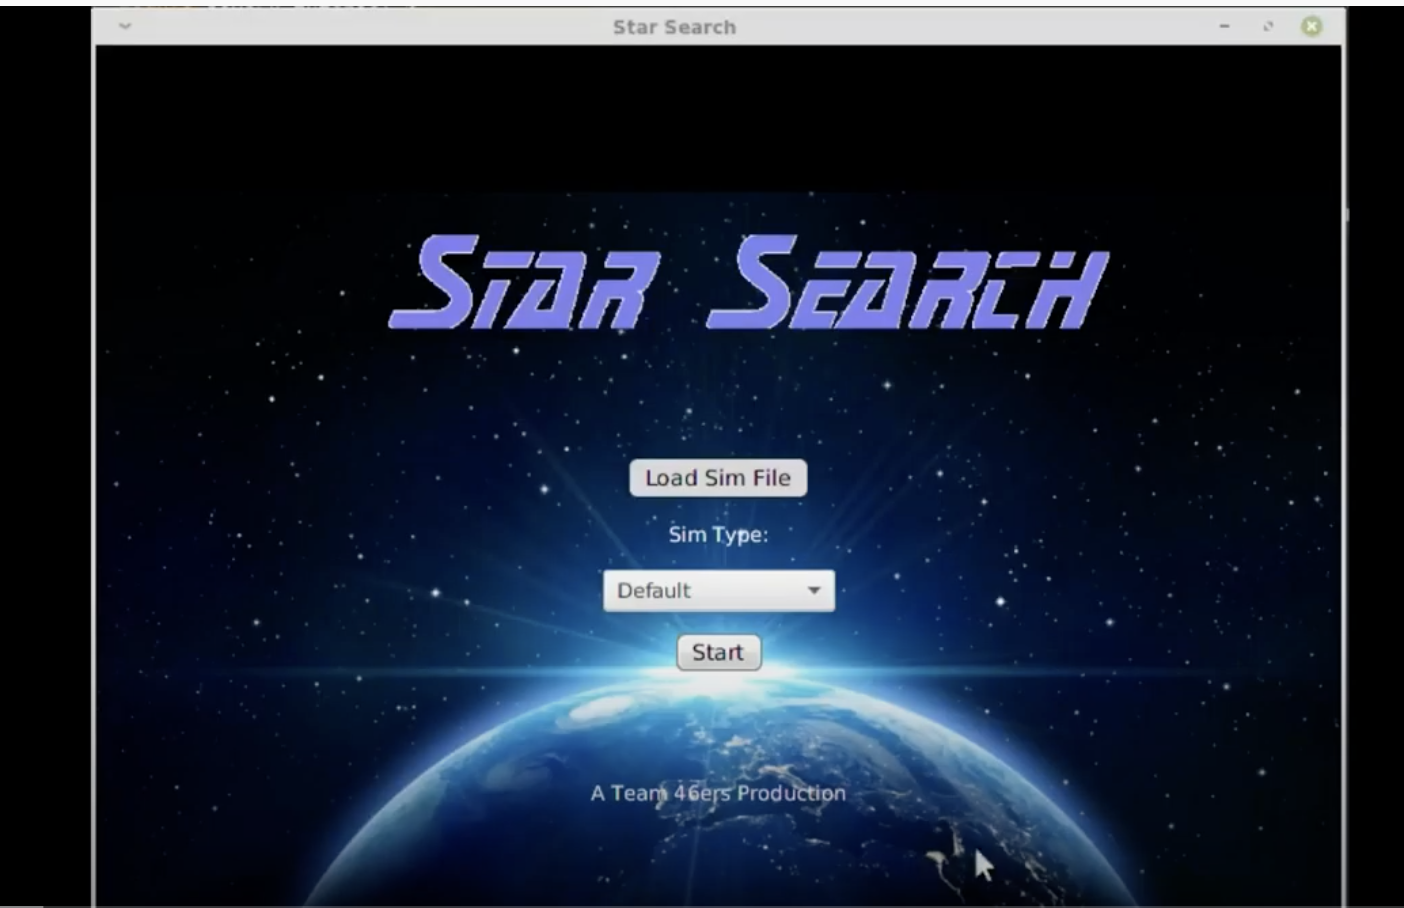 Star Search
STAR SEARCH
Load Sim File
Sim Type:
Default
Start
A Team 46ers Production